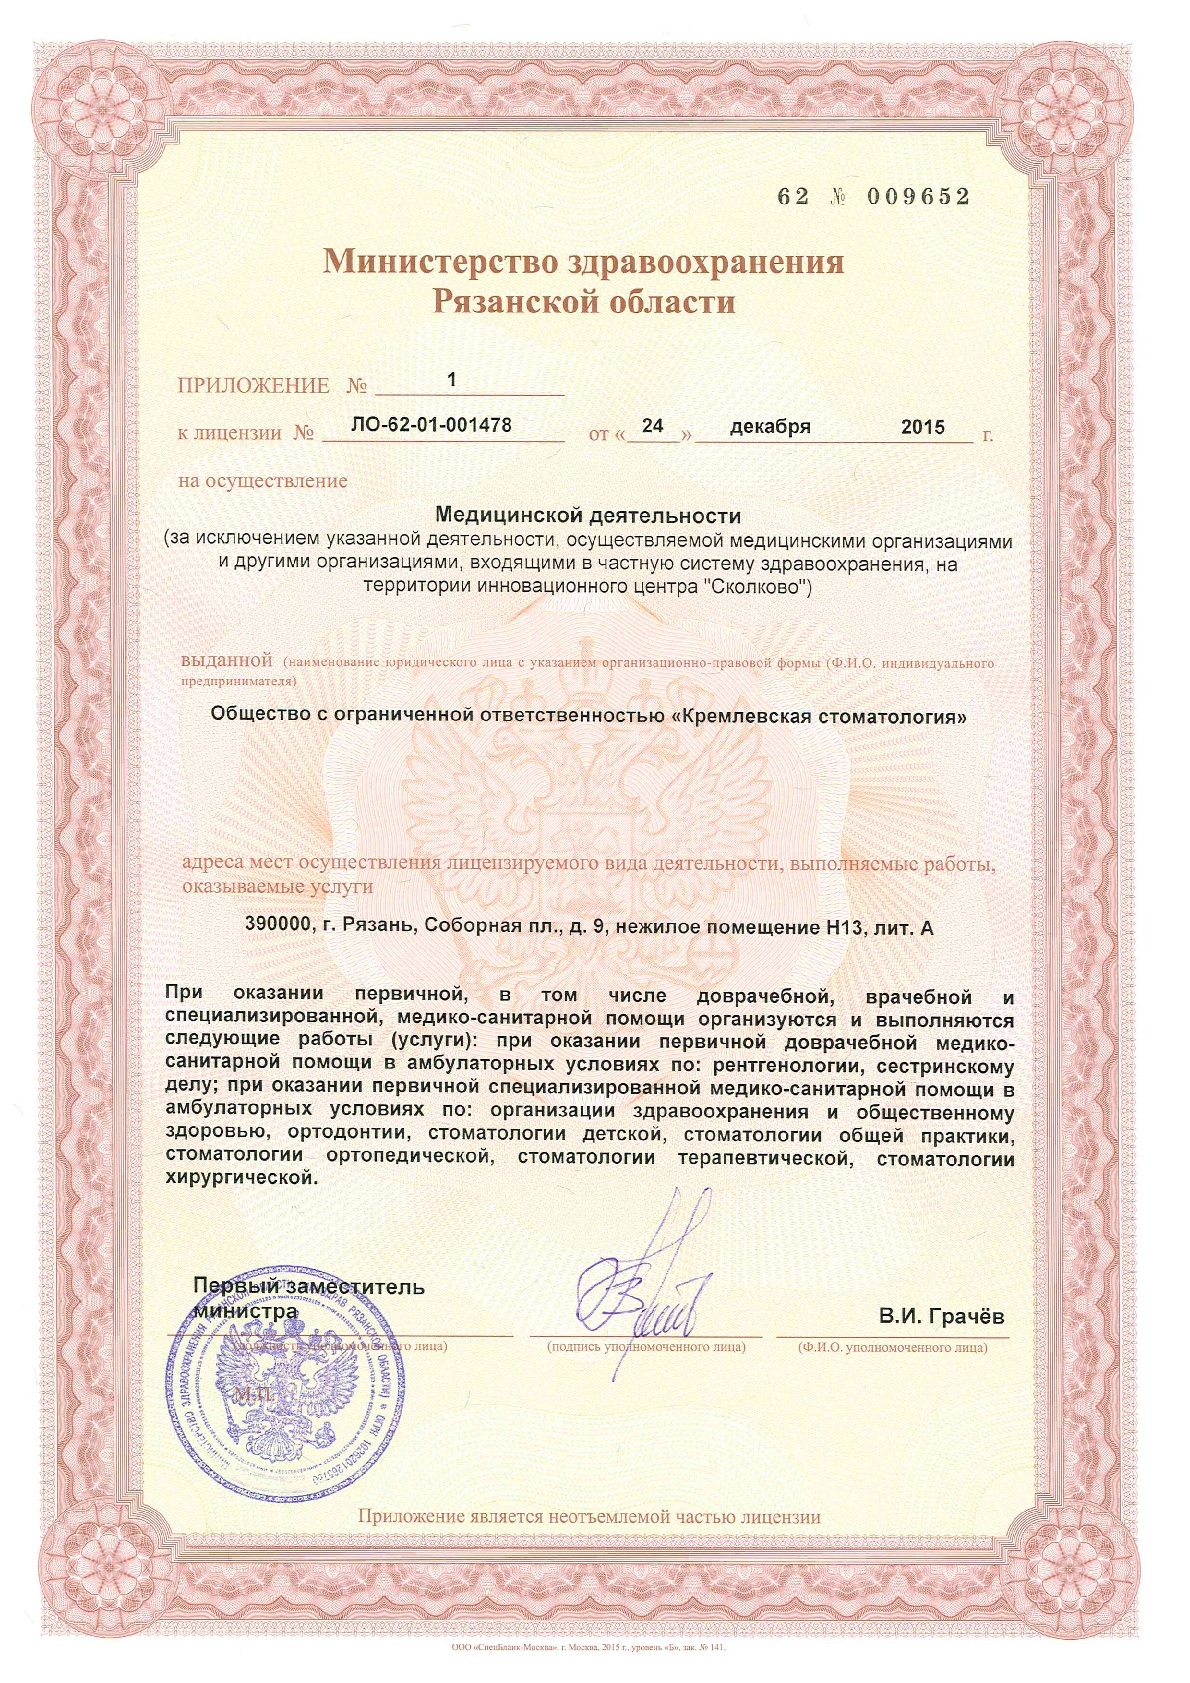 62 № 009652
Министерство здравоохранения
Рязанской области
ПРИЛОЖЕНИЕ № 1
к лицензии № ЛО-62-01-001478 от « 24 » декабря 2015 г.
на осуществление
Медицинской деятельности
(за исключением указанной деятельности, осуществляемой медицинскими организациями
и другими организациями, входящими в частную систему здравоохранения, на
территории инновационного центра "Сколково")
выданной (наименование юридического лица с указанием организационно-правовой формы (Ф.И.О. индивидуального
предпринимателя)
Общество с ограниченной ответственностью «Кремлевская стоматология»
адреса мест осуществления лицензируемого вида деятельности, выполняемые работы,
оказываемые услуги
390000, г. Рязань, Соборная пл., д. 9, нежилое помещение Н13, лит. А
При оказании первичной, в том числе доврачебной, врачебной и
специализированной, медико-санитарной помощи организуются и выполняются
следующие работы (услуги): при оказании первичной доврачебной медико-
санитарной помощи в амбулаторных условиях по: рентгенологии, сестринскому
делу; при оказании первичной специализированной медико-санитарной помощи в
амбулаторных условиях по: организации здравоохранения и общественному
здоровью, ортодонтии, стоматологии детской, стоматологии общей практики,
стоматологии ортопедической, стоматологии терапевтической, стоматологии
хирургической.
Первый заместитель
министра
В.И. Грачёв
(должность уполномоченного лица) (подпись уполномоченного лица) (Ф.И.О. уполномоченного лица)
М.П.
Приложение является неотъемлемой частью лицензии
ООО «СпецБланк-Москва», г. Москва, 2015 г., уровень «Б», зак. № 141.